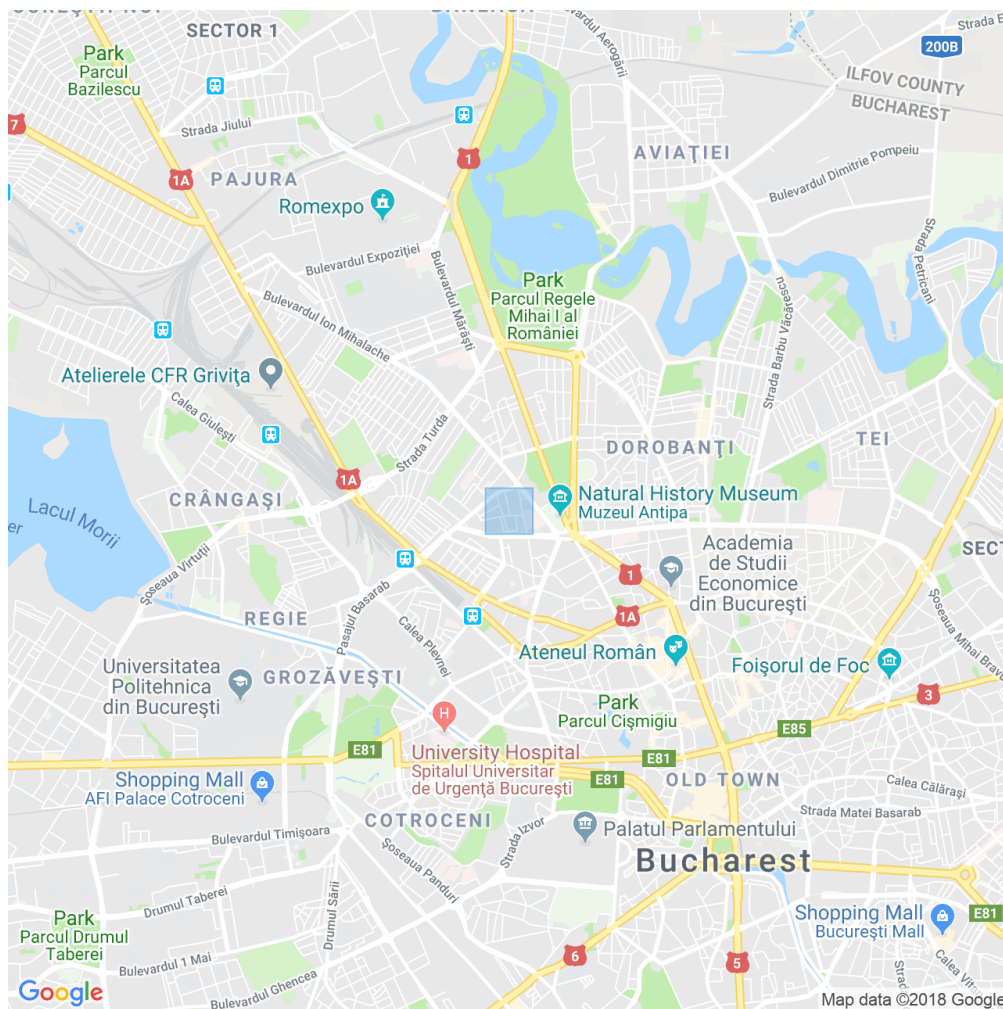 SECTOR 1
200B
Strada Aerogării
Park
Parcul
Bazilescu
ILFOV COUNTY
BUCHAREST
7
Strada Jiului
1
AVIAȚIEI
Bulevardul Dimitrie Pompeiu
1A
PAJURA
Romexpo
Strada Petricani
Bulevardul Expoziției
Bulevardul Mărăști
Park
Parcul Regele
Mihai I al
României
Bulevardul Ion Mihalache
Strada Barbu Văcărescu
Atelierele CFR Grivița
Calea Giulești
Strada Turda
DOROBANȚI
TEI
1A
CRÂNGAȘI
Natural History Museum
Muzeul Antipa
Lacul Morii
Academia
de Studii
Economice
din București
Șoseaua Virtuții
1
Pasajul Basarab
REGIE
1A
Calea Plevnei
Șoseaua Mihai Bravu
Ateneul Român
Foișorul de Foc
Universitatea
Politehnica
din București
GROZĂVEȘTI
3
Park
Parcul Cișmigiu
H
E85
E81
University Hospital
Spitalul Universitar
de Urgență București
E81
E81
OLD TOWN
Shopping Mall
AFI Palace Cotroceni
Calea Călărași
Strada Matei Basarab
COTROCENI
Strada Izvor
Palatul Parlamentului
Bulevardul Timișoara
Șoseaua Panduri
Bucharest
Drumul Taberei
Drumul Sării
Park
Parcul Drumul
Taberei
Shopping Mall
București Mall
E81
6
5
Bulevardul 1 Mai
Bulevardul Ghencea
Google
Map data ©2018 Google